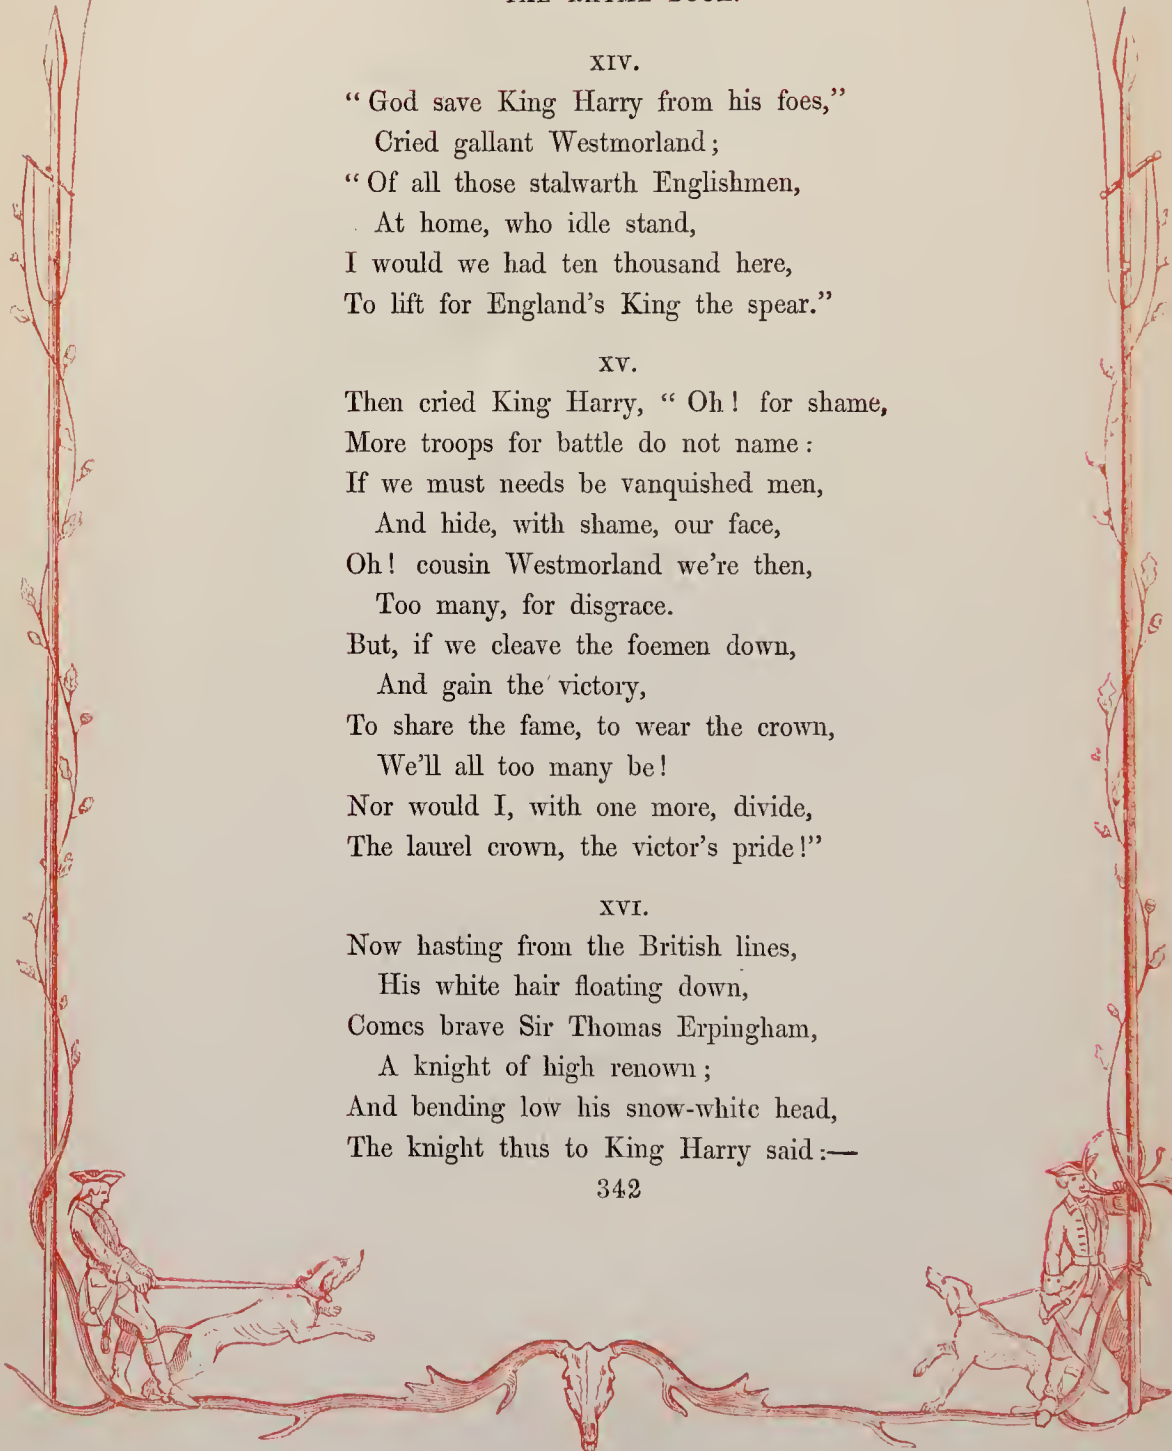 THE RHYME BOOK.
XIV.
“ God save King Harry from his foes,”
Cried gallant Westmorland;
“ Of all those stalwarth Englishmen,
At home, who idle stand,
I would we had ten thousand here,
To lift for England’s King the spear.”
XV.
Then cried King Harry, “ Oh! for shame,
More troops for battle do not name:
If we must needs be vanquished men,
And hide, with shame, our face,
Oh! cousin Westmorland we’re then,
Too many, for disgrace.
But, if we cleave the foemen down,
And gain the victory,
To share the fame, to wear the crown,
We’ll all too many be!
Nor would I, with one more, divide,
The laurel crown, the victor’s pride!”
XVI.
Now hasting from the British lines,
His white hair floating down,
Comes brave Sir Thomas Erpingham,
A knight of high renown;
And bending low his snow-white head,
The knight thus to King Harry said:—
342